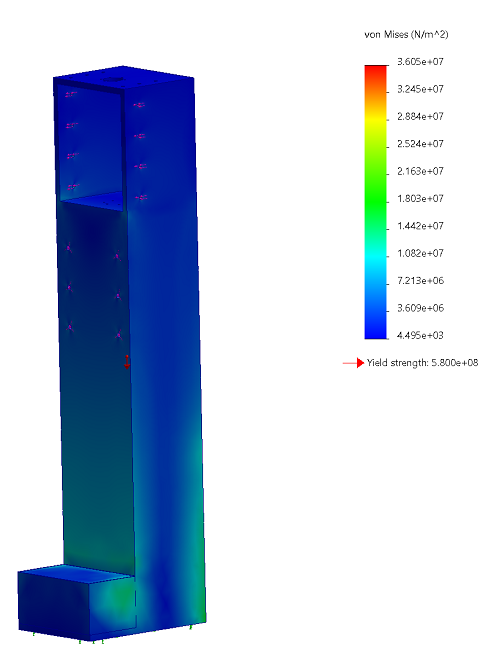 von Mises (N/m^2)
3.605e+07
3.245e+07
2.884e+07
2.524e+07
2.163e+07
1.803e+07
1.442e+07
1.082e+07
7.213e+06
3.609e+06
4.495e+03
Yield strength: 5.800e+08